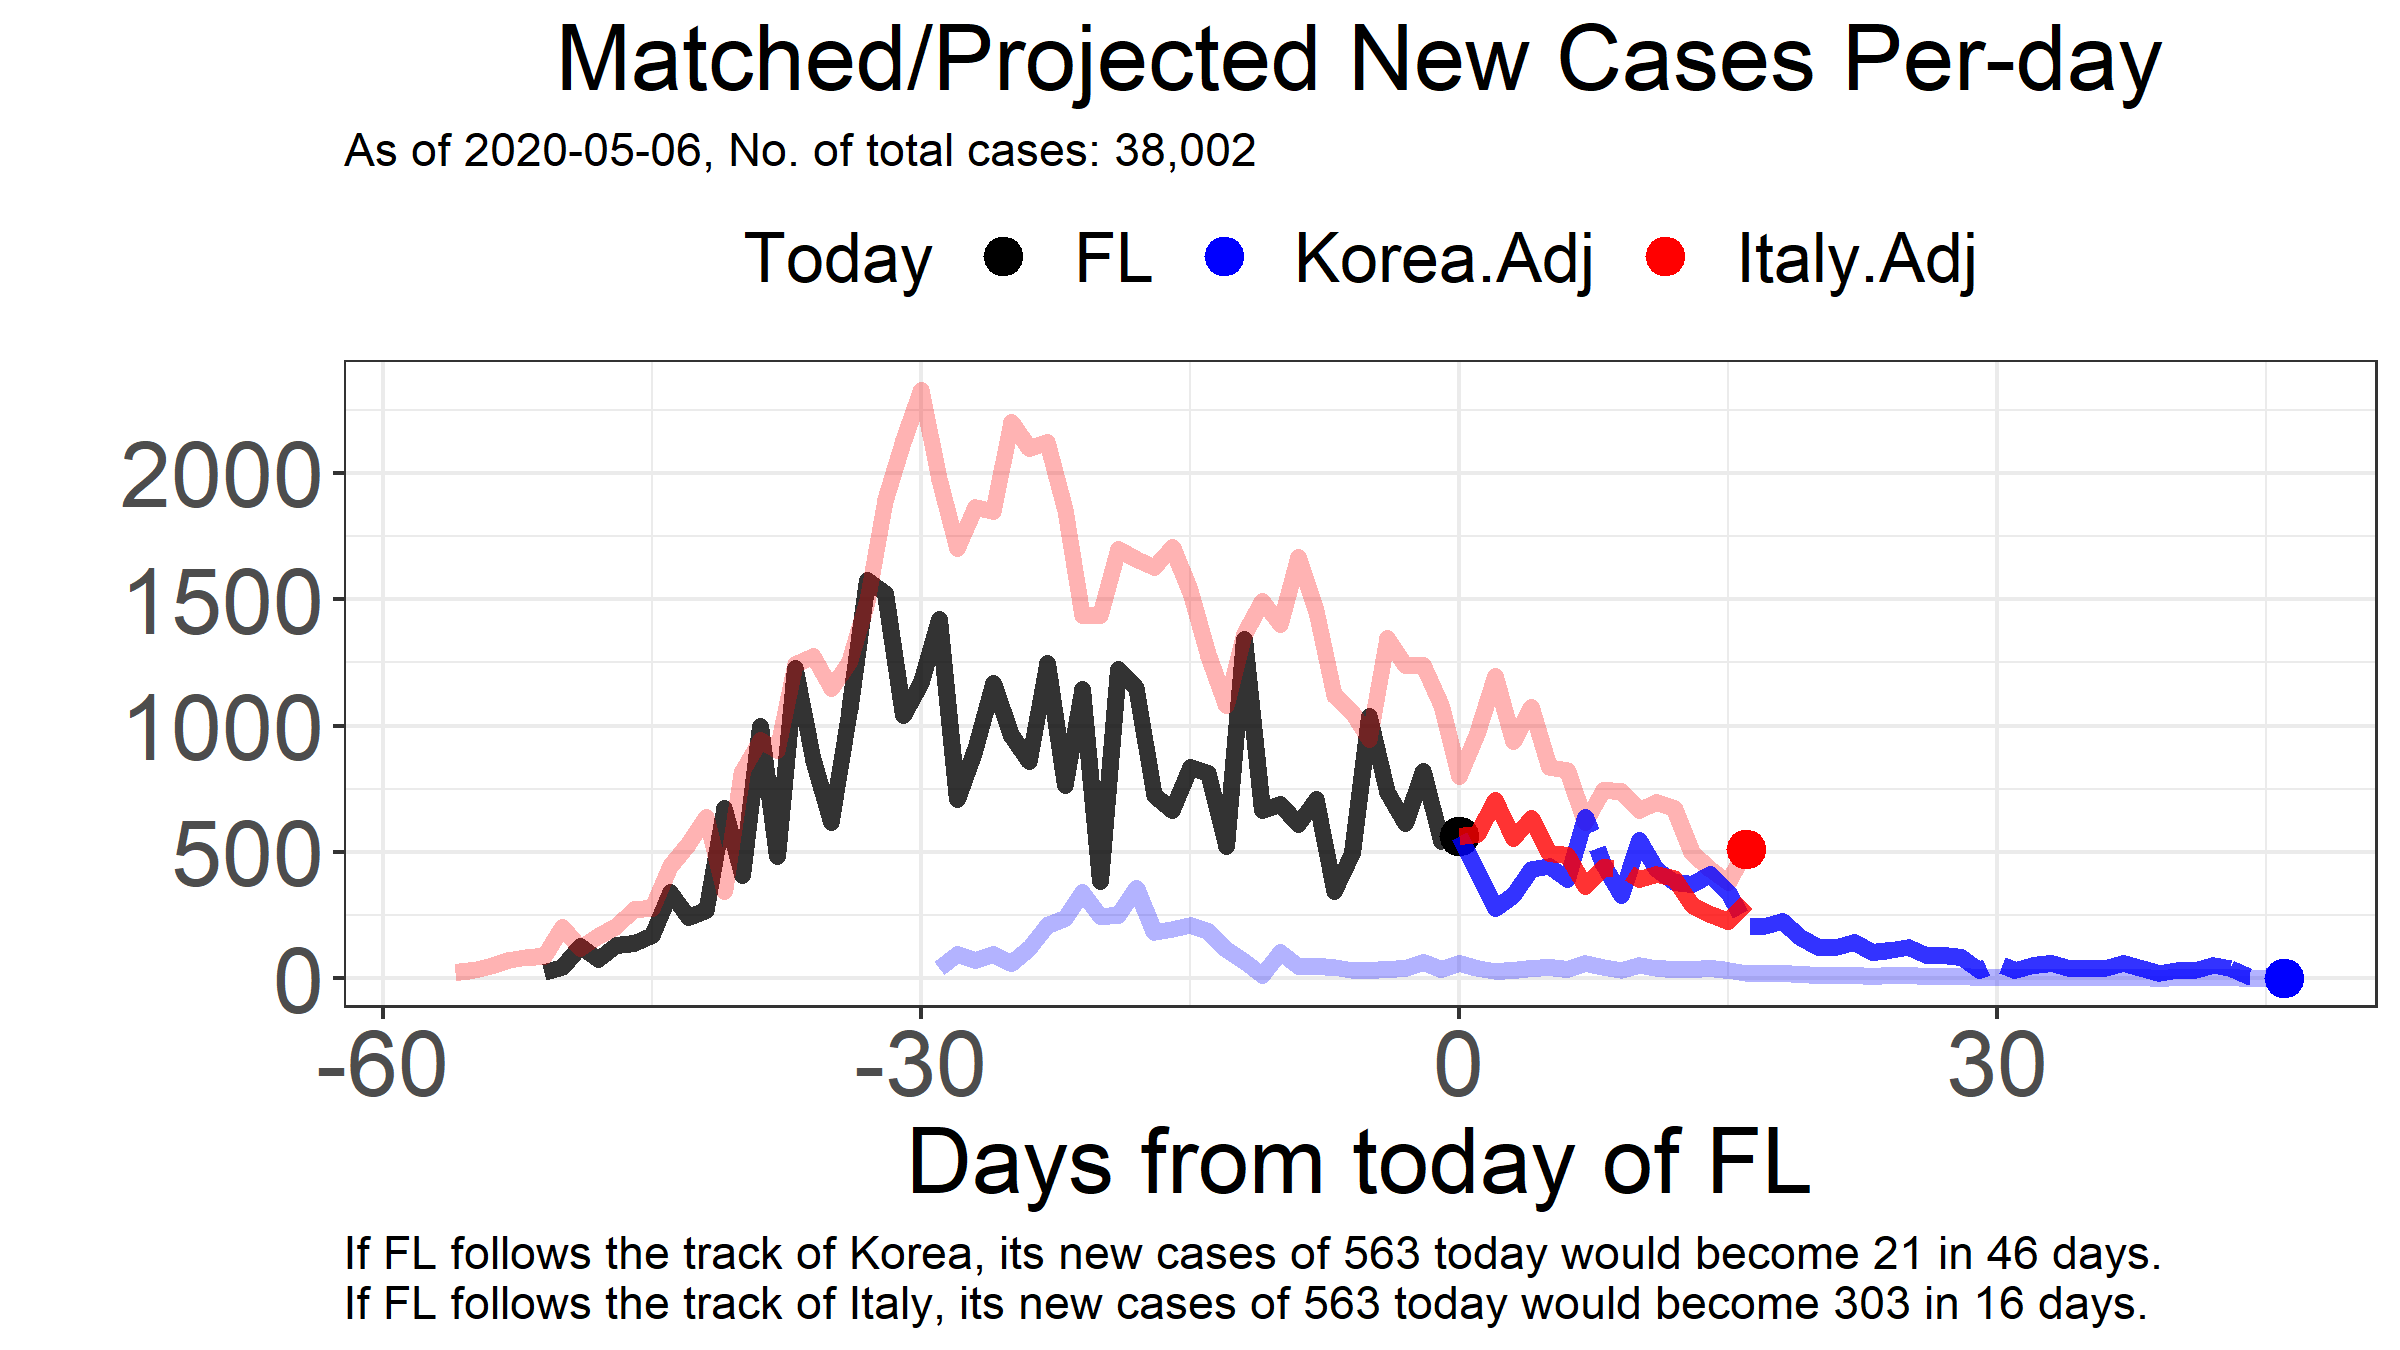 Matched/Projected New Cases Per-day
As of 2020-05-06, No. of total cases: 38,002
Today FL Korea.Adj Italy.Adj
2000
1500
1000
500
0
-60 -30 0 30
Days from today of FL
If FL follows the track of Korea, its new cases of 563 today would become 21 in 46 days.
If FL follows the track of Italy, its new cases of 563 today would become 303 in 16 days.